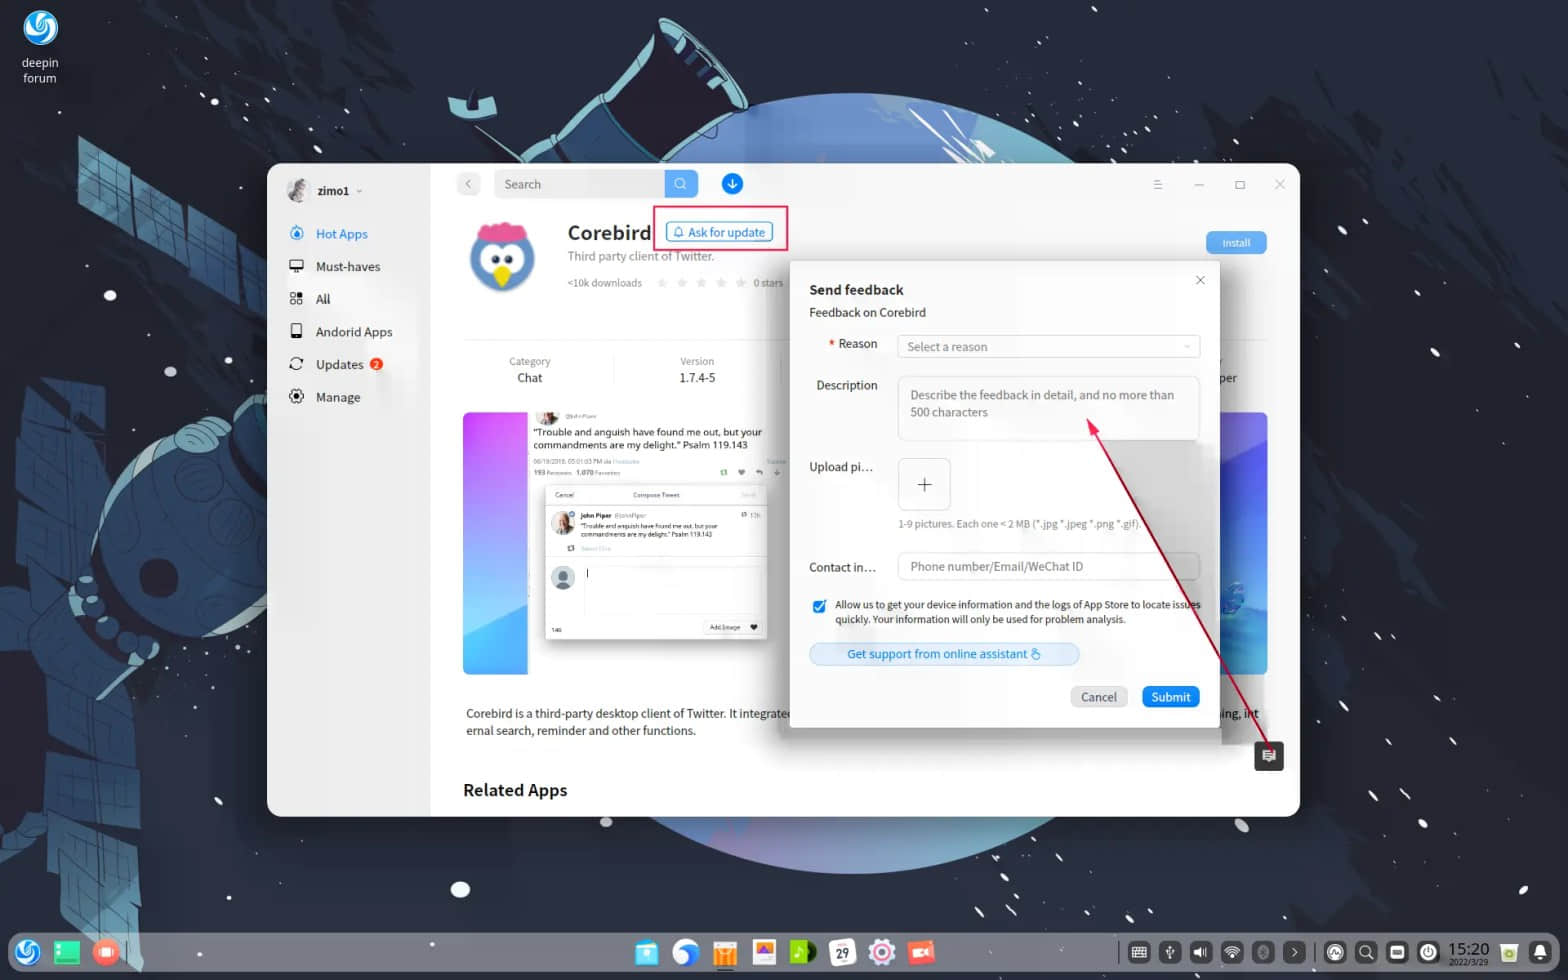 deepin
forum
zimo1
Search
Hot Apps
Must-haves
All
Andorid Apps
Updates 2
Manage
Corebird
Ask for update
Third party client of Twitter.
<10k downloads
0 stars
Install
Category
Chat
Version
1.7.4-5
per
"Trouble and anguish have found me out, but your
commandments are my delight." Psalm 119.143
Cancel
Compose Tweet
John Piper @JohnPiper
"Trouble and anguish have found me out, but your
commandments are my delight." Psalm 119.143
140
Add Image
Send feedback
Feedback on Corebird
* Reason
Select a reason
Description
Describe the feedback in detail, and no more than
500 characters
Upload pi...
1-9 pictures. Each one < 2 MB (*.jpg *.jpeg *.png *.gif).
Contact in...
Phone number/Email/WeChat ID
Allow us to get your device information and the logs of App Store to locate issues
quickly. Your information will only be used for problem analysis.
Get support from online assistant
Cancel
Submit
Corebird is a third-party desktop client of Twitter. It integrate
ing, int
ernal search, reminder and other functions.
Related Apps
29
15:20
2022/3/29